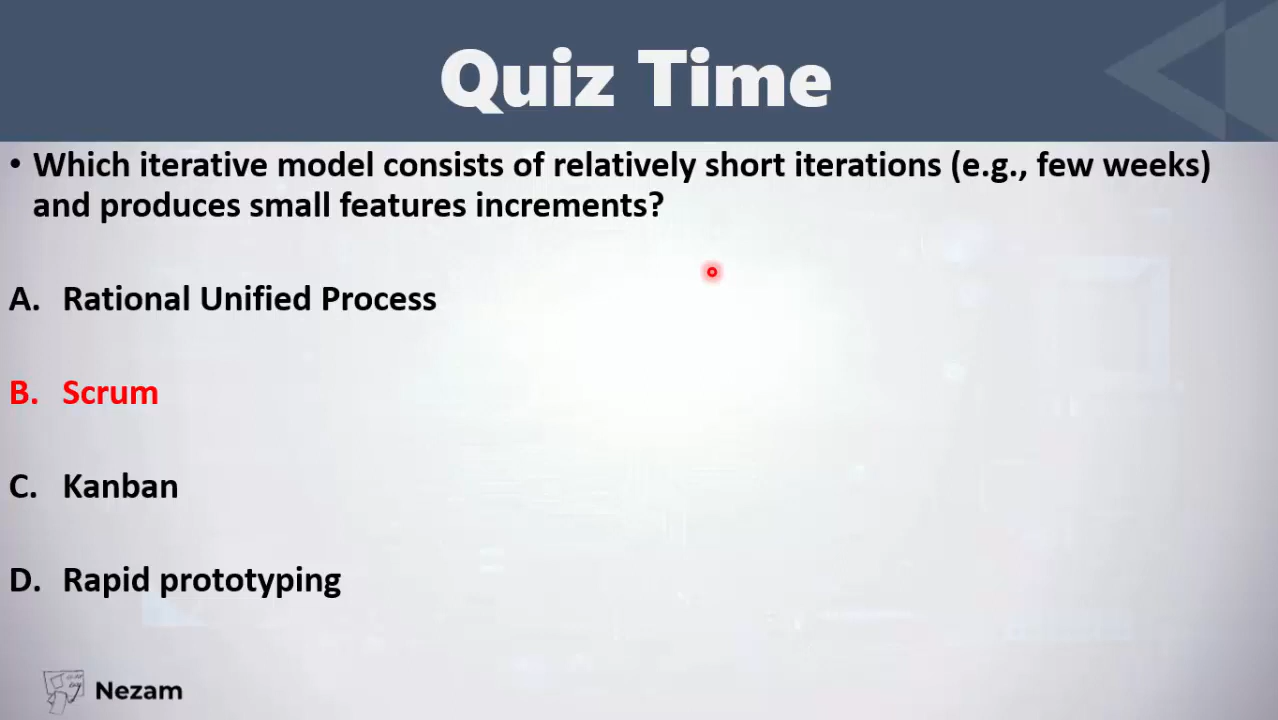 Quiz Time
• Which iterative model consists of relatively short iterations (e.g., few weeks)
and produces small features increments?
A. Rational Unified Process
B. Scrum
C. Kanban
D. Rapid prototyping
Nezam